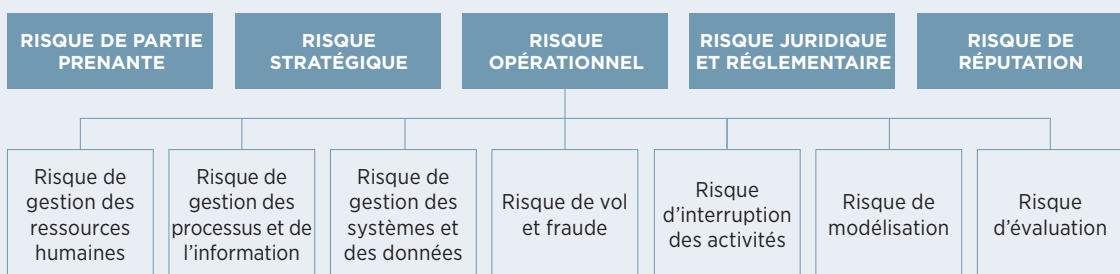 RISQUE DE PARTIE
PRENANTE
RISQUE
STRATÉGIQUE
RISQUE
OPÉRATIONNEL
RISQUE JURIDIQUE
ET RÉGLEMENTAIRE
RISQUE DE
RÉPUTATION
Risque de
gestion des
ressources
humaines
Risque de
gestion des
processus et de
l'information
Risque de
gestion des
systèmes et
des données
Risque de vol
et fraude
Risque
d'interruption
des activités
Risque de
modélisation
Risque
d'évaluation